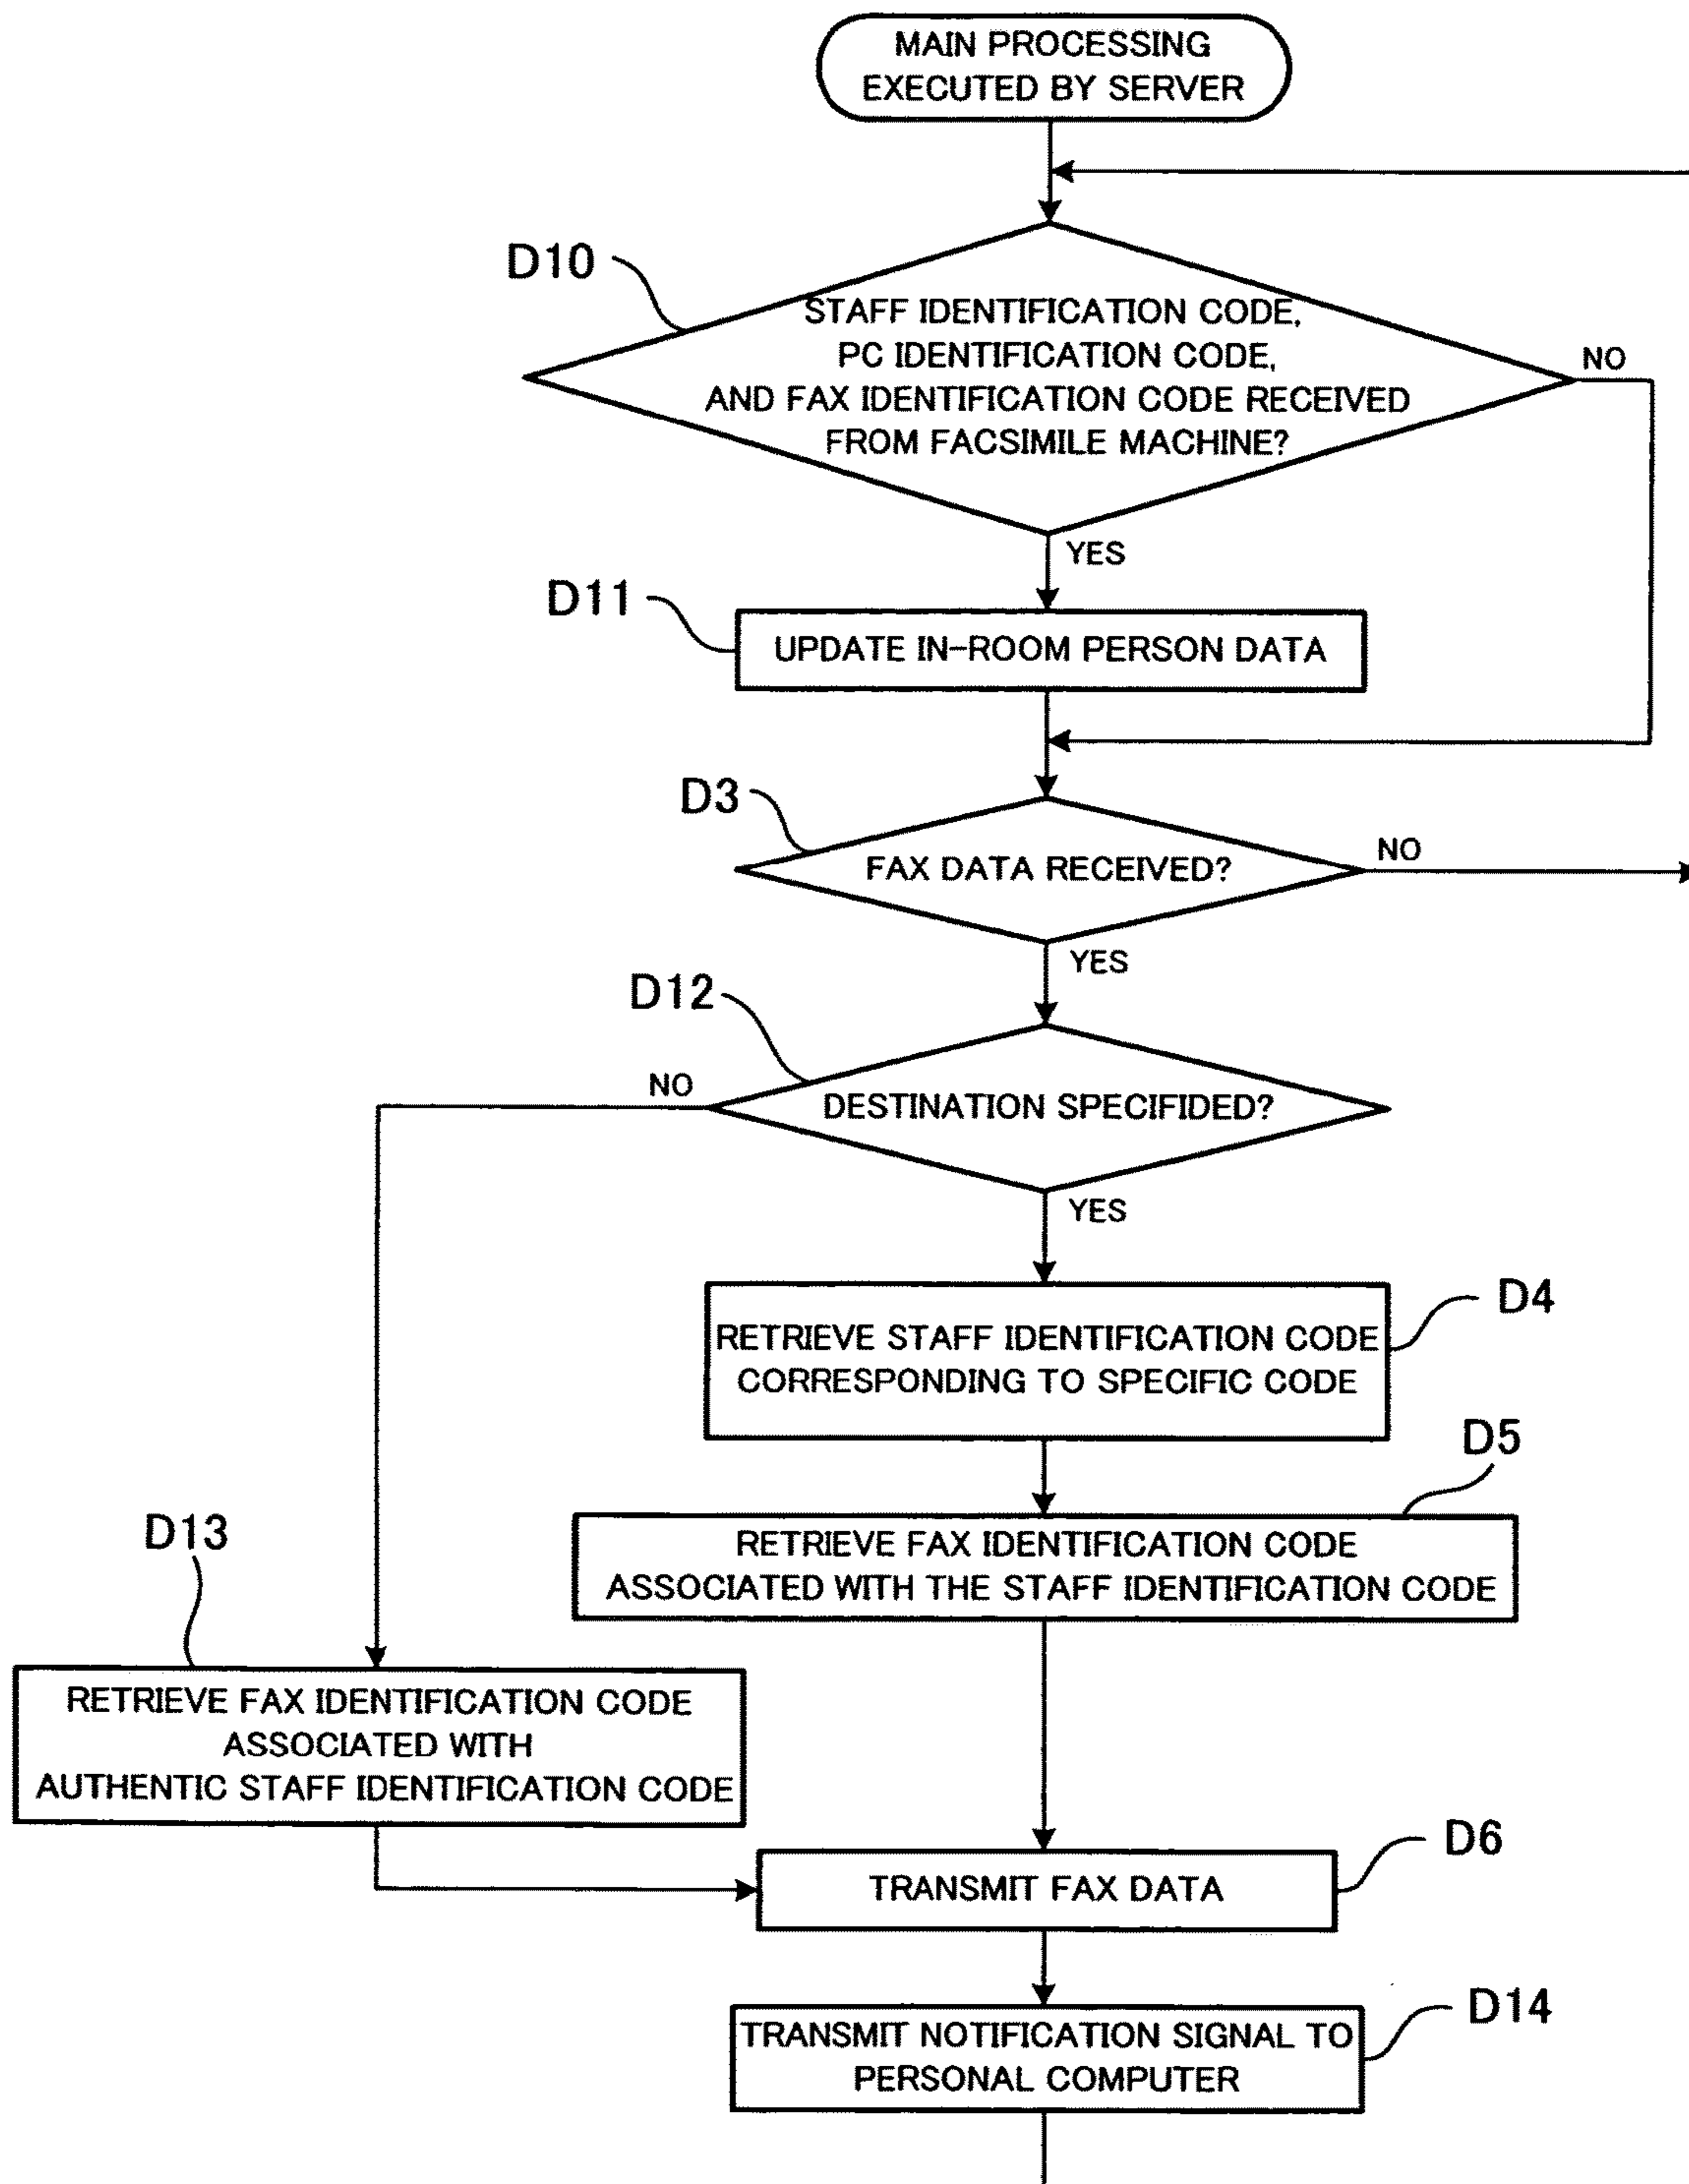 MAIN PROCESSING
EXECUTED BY SERVER
D10
STAFF IDENTIFICATION CODE,
PC IDENTIFICATION CODE,
AND FAX IDENTIFICATION CODE RECEIVED
FROM FACSIMILE MACHINE?
NO
YES
D11
UPDATE IN-ROOM PERSON DATA
D3
FAX DATA RECEIVED?
NO
YES
D12
NO
DESTINATION SPECIFIDED?
YES
D4
RETRIEVE STAFF IDENTIFICATION CODE
CORRESPONDING TO SPECIFIC CODE
D5
RETRIEVE FAX IDENTIFICATION CODE
ASSOCIATED WITH THE STAFF IDENTIFICATION CODE
D13
RETRIEVE FAX IDENTIFICATION CODE
ASSOCIATED WITH
AUTHENTIC STAFF IDENTIFICATION CODE
D6
TRANSMIT FAX DATA
D14
TRANSMIT NOTIFICATION SIGNAL TO
PERSONAL COMPUTER